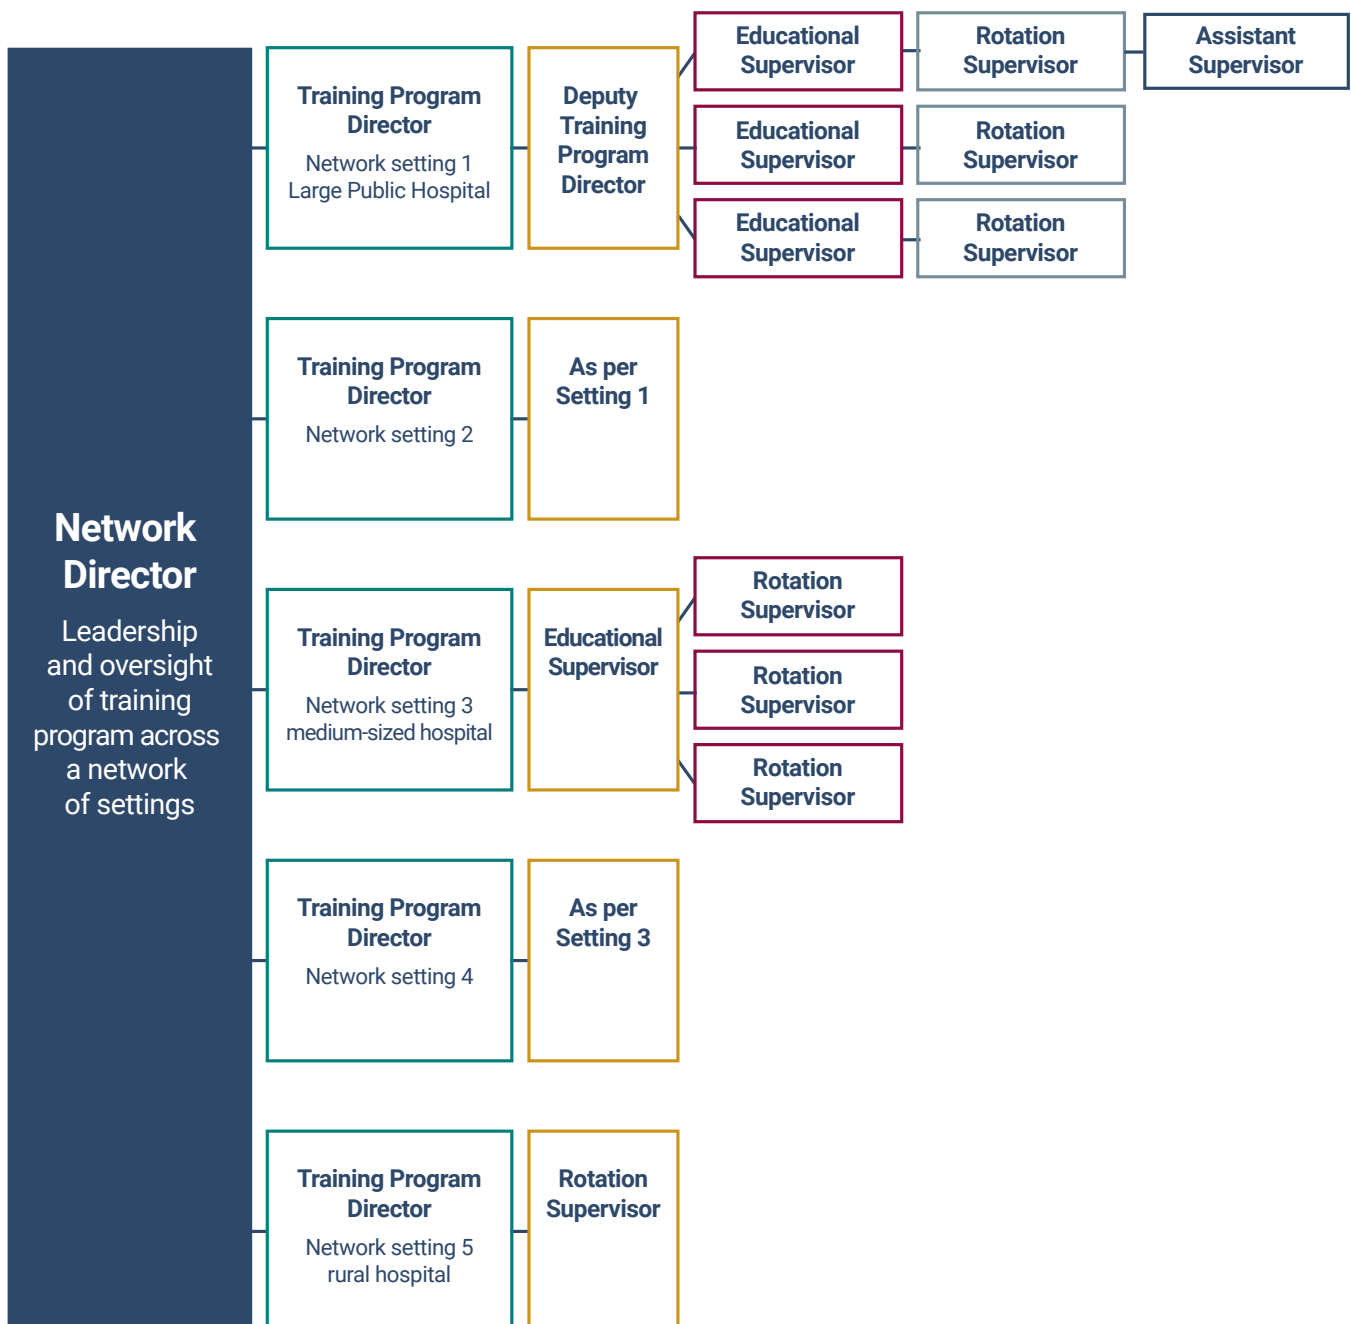 Network
Director
Leadership
and oversight
of training
program across
a network
of settings
Training Program
Director
Network setting 1
Large Public Hospital
Deputy
Training
Program
Director
Educational
Supervisor
Rotation
Supervisor
Assistant
Supervisor
Educational
Supervisor
Rotation
Supervisor
Educational
Supervisor
Rotation
Supervisor
Training Program
Director
Network setting 2
As per
Setting 1
Training Program
Director
Network setting 3
medium-sized hospital
Educational
Supervisor
Rotation
Supervisor
Rotation
Supervisor
Rotation
Supervisor
Training Program
Director
Network setting 4
As per
Setting 3
Training Program
Director
Network setting 5
rural hospital
Rotation
Supervisor